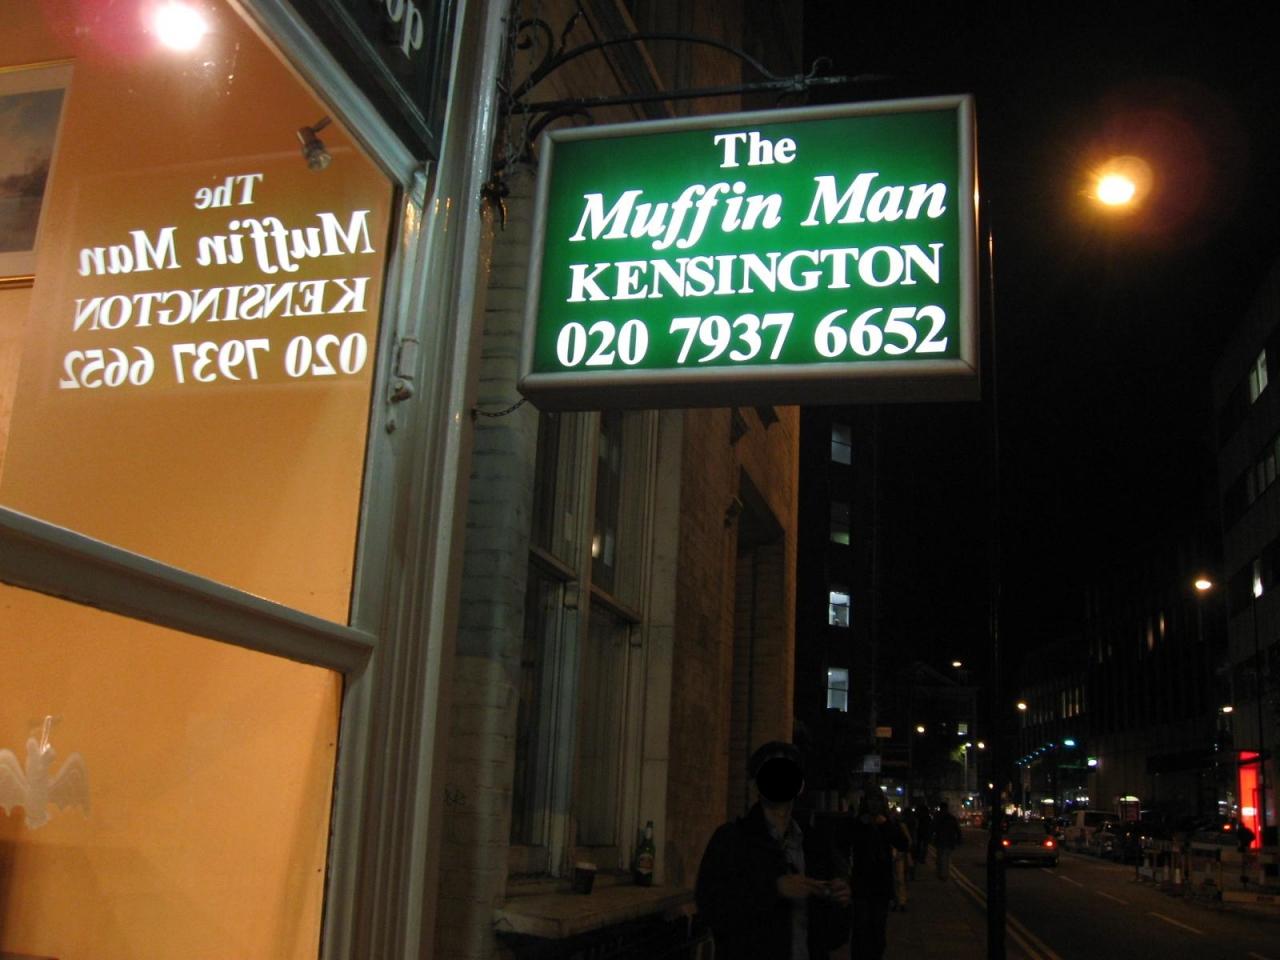 The
Muffin Man
KENSINGTON
020 7937 6652
The
Muffin Man
KENSINGTON
020 7937 6652